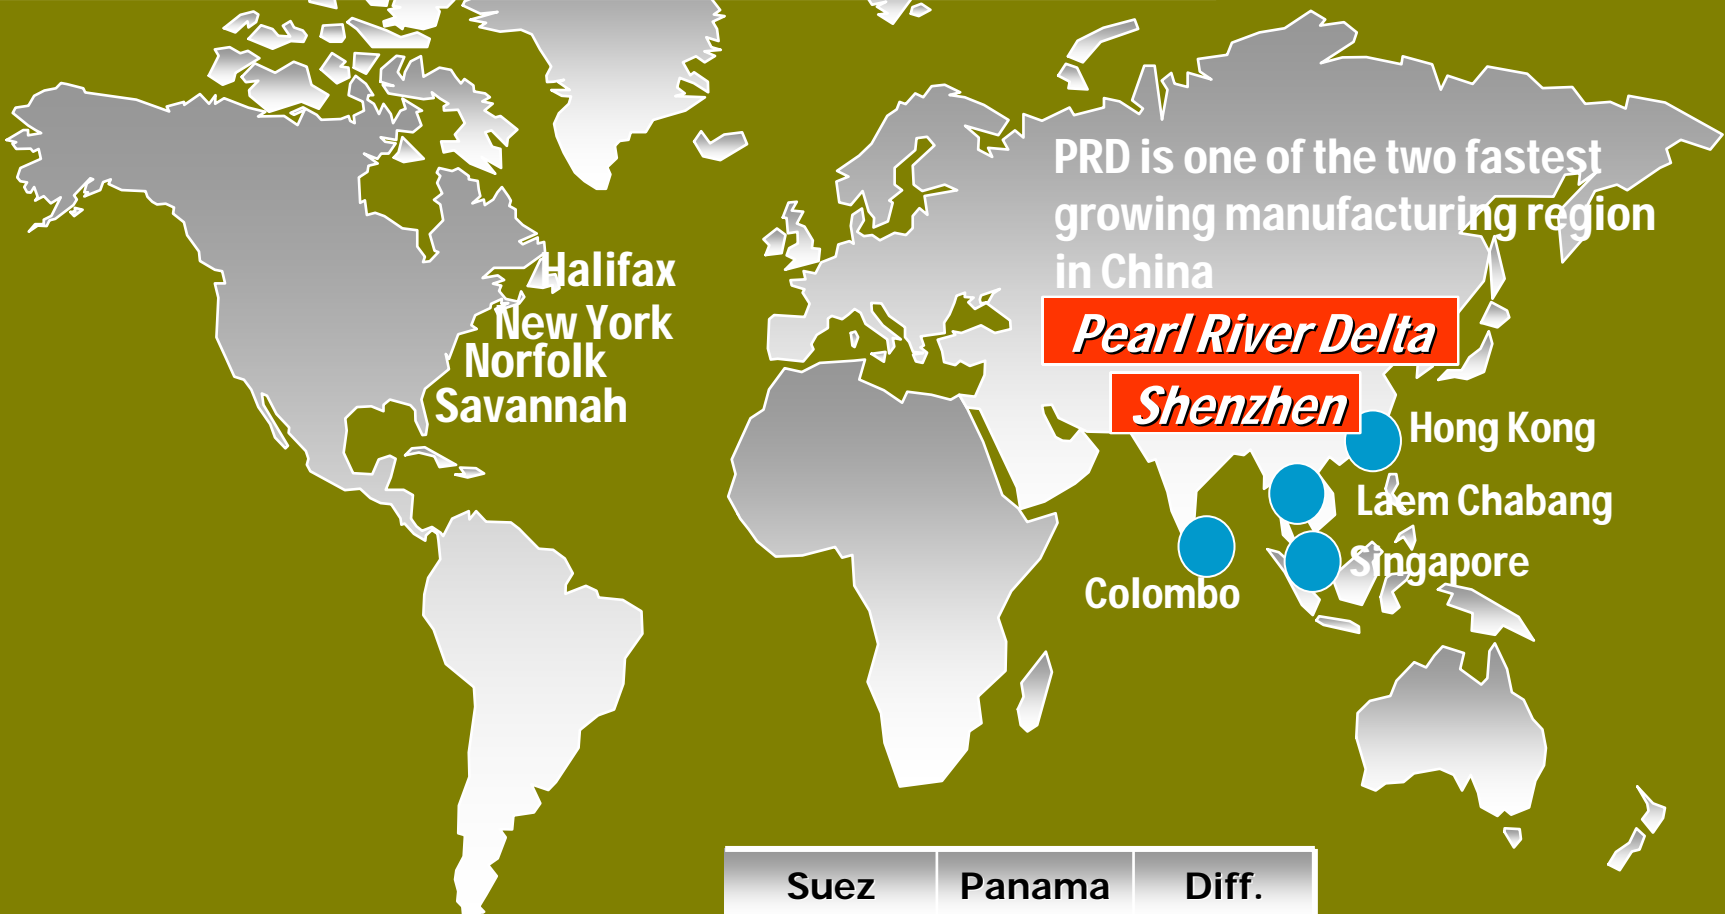 PRD is one of the two fastest
growing manufacturing region
in China
Halifax
New York
Norfolk
Savannah
Pearl River Delta
Shenzhen
Hong Kong
Laem Chabang
Singapore
Colombo
Suez Panama Diff.